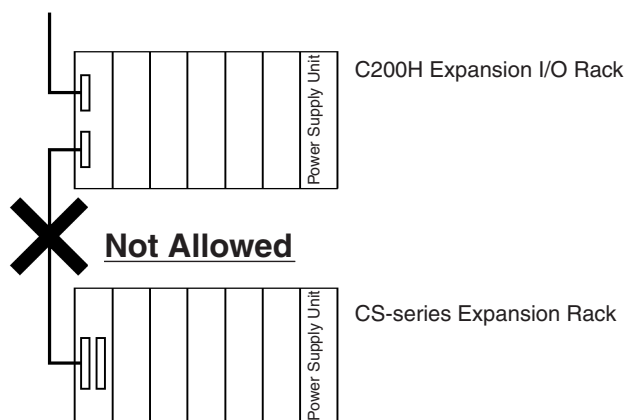 Power Supply Unit
C200H Expansion I/O Rack
Not Allowed
Power Supply Unit
CS-series Expansion Rack